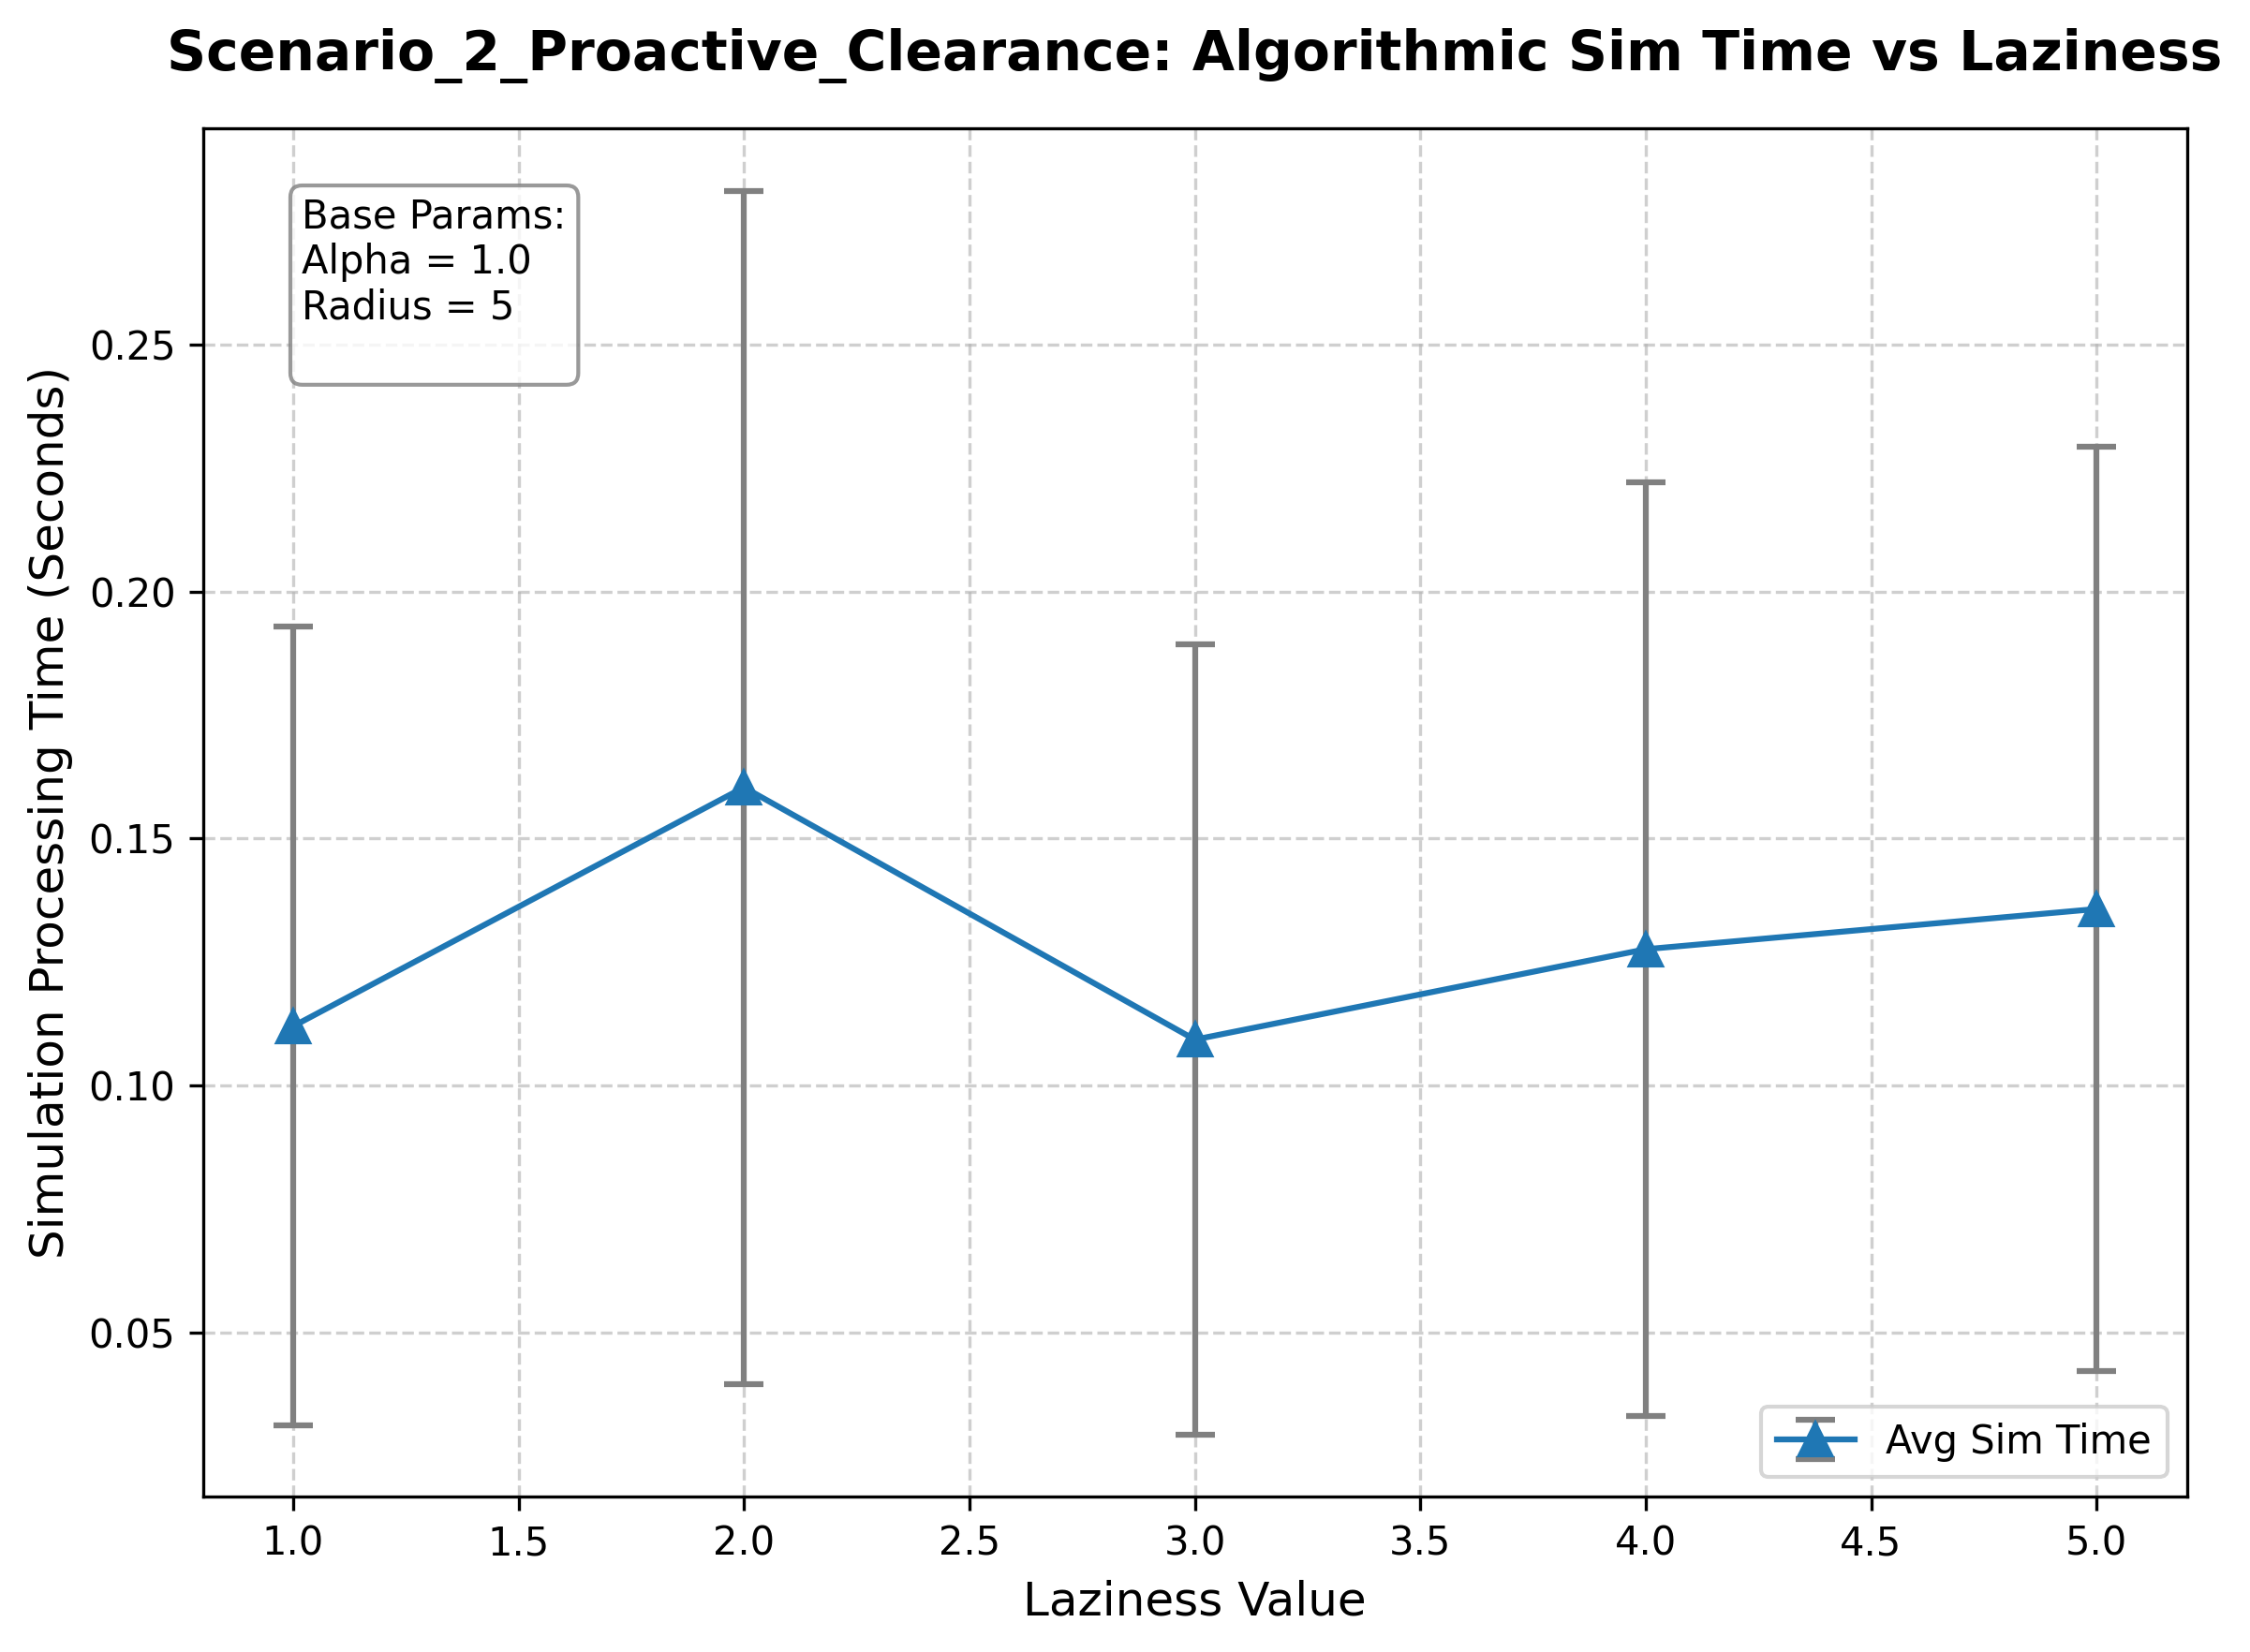 Scenario_2_Proactive_Clearance: Algorithmic Sim Time vs Laziness
Base Params:
Alpha = 1.0
Radius = 5
Simulation Processing Time (Seconds)
0.25
0.20
0.15
0.10
0.05
Avg Sim Time
1.0 1.5 2.0 2.5 3.0 3.5 4.0 4.5 5.0
Laziness Value